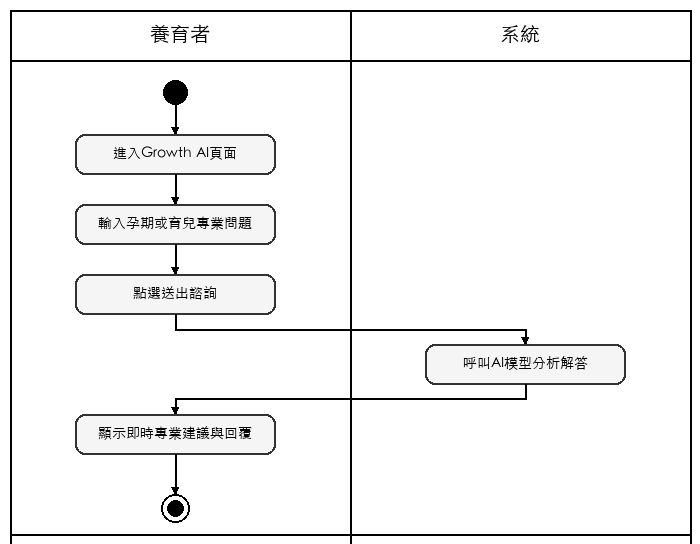 養育者
系統
進入Growth AI頁面
輸入孕期或育兒專業問題
點選送出諮詢
呼叫AI模型分析解答
顯示即時專業建議與回覆